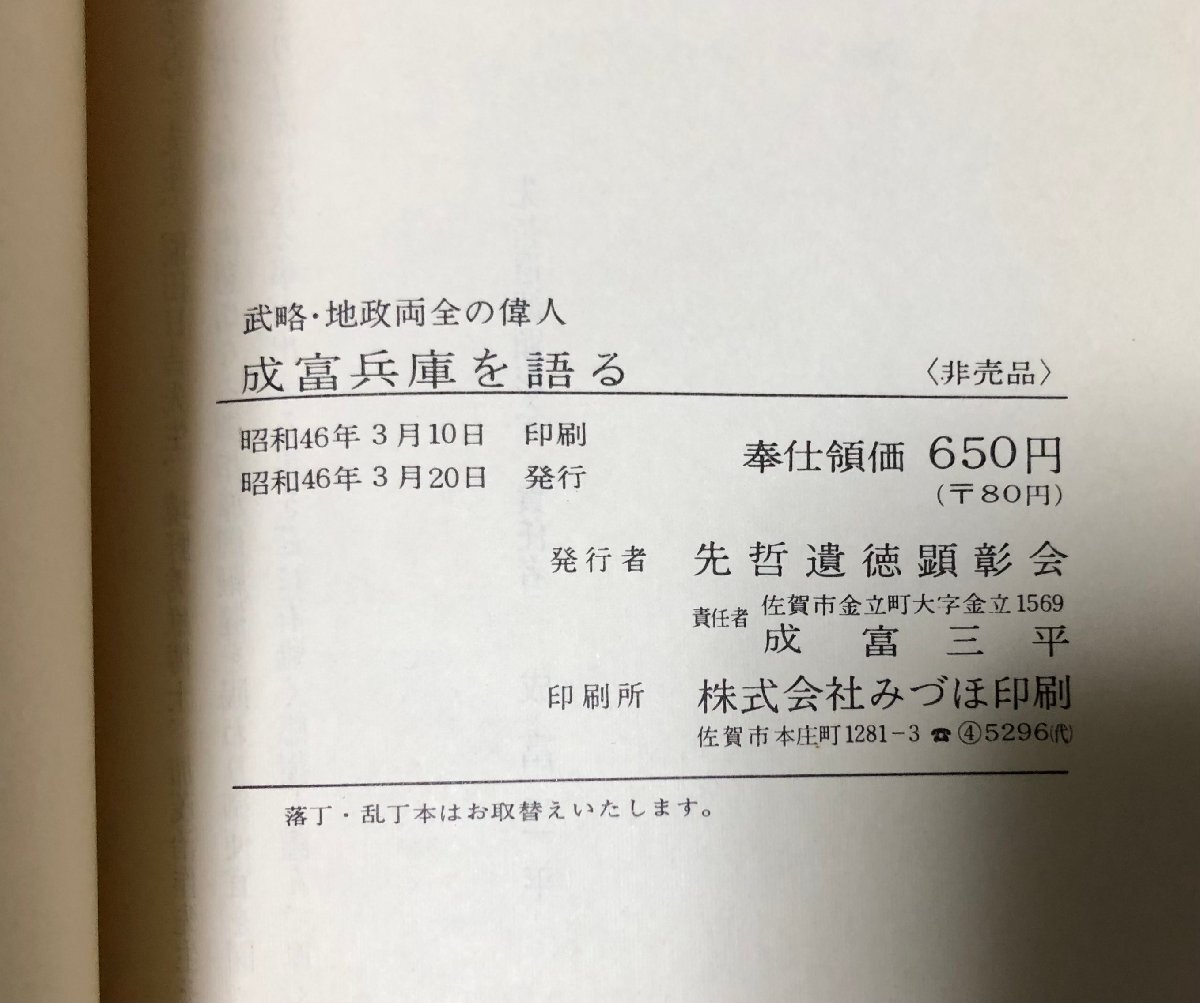 武略・地政両全の偉人
成富兵庫を語る 〈非売品〉
昭和46年3月10日 印刷
昭和46年3月20日 発行
奉仕領価 650円
(〒80円)
発行者 先哲遺徳顕彰会
責任者 佐賀市金立町大字金立1569
成富三平
印刷所 株式会社みづほ印刷
佐賀市本庄町1281−3 ☎④5296㈹
落丁・乱丁本はお取替えいたします。